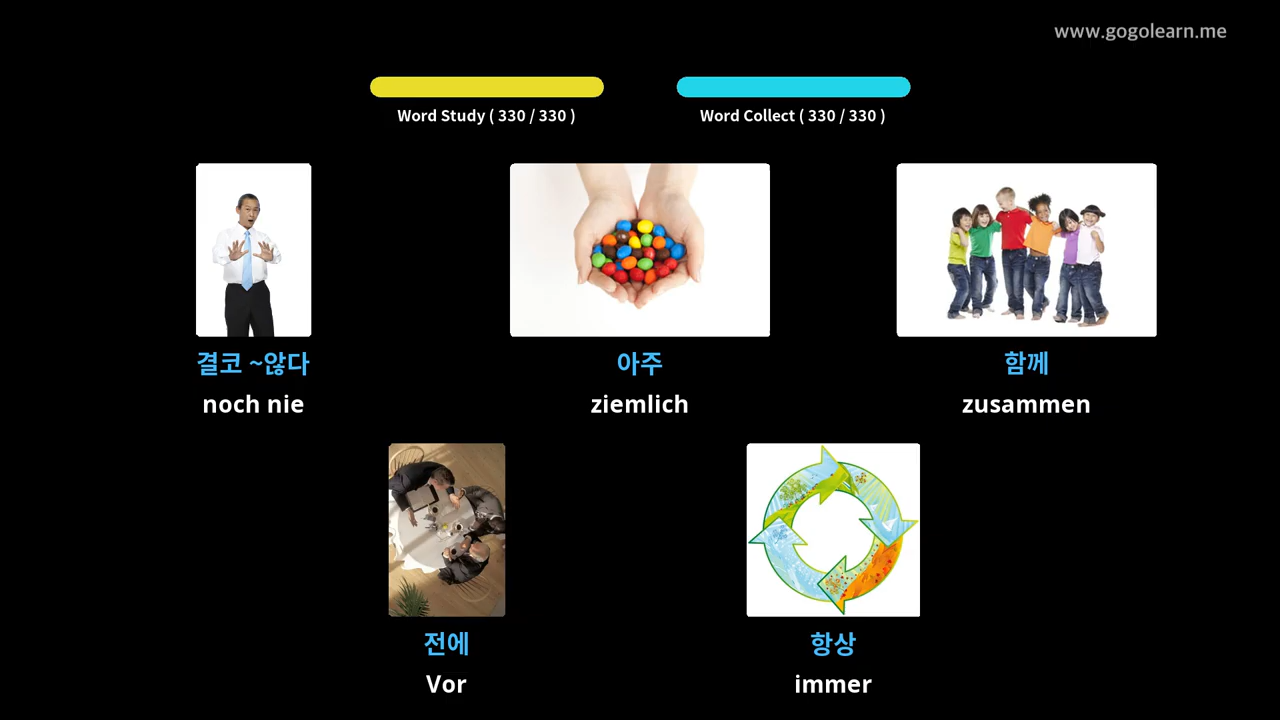 www.gogolearn.me
Word Study ( 330 / 330 )
Word Collect ( 330 / 330 )
결코 ~않다
아주
함께
noch nie
ziemlich
zusammen
전에
항상
Vor
immer